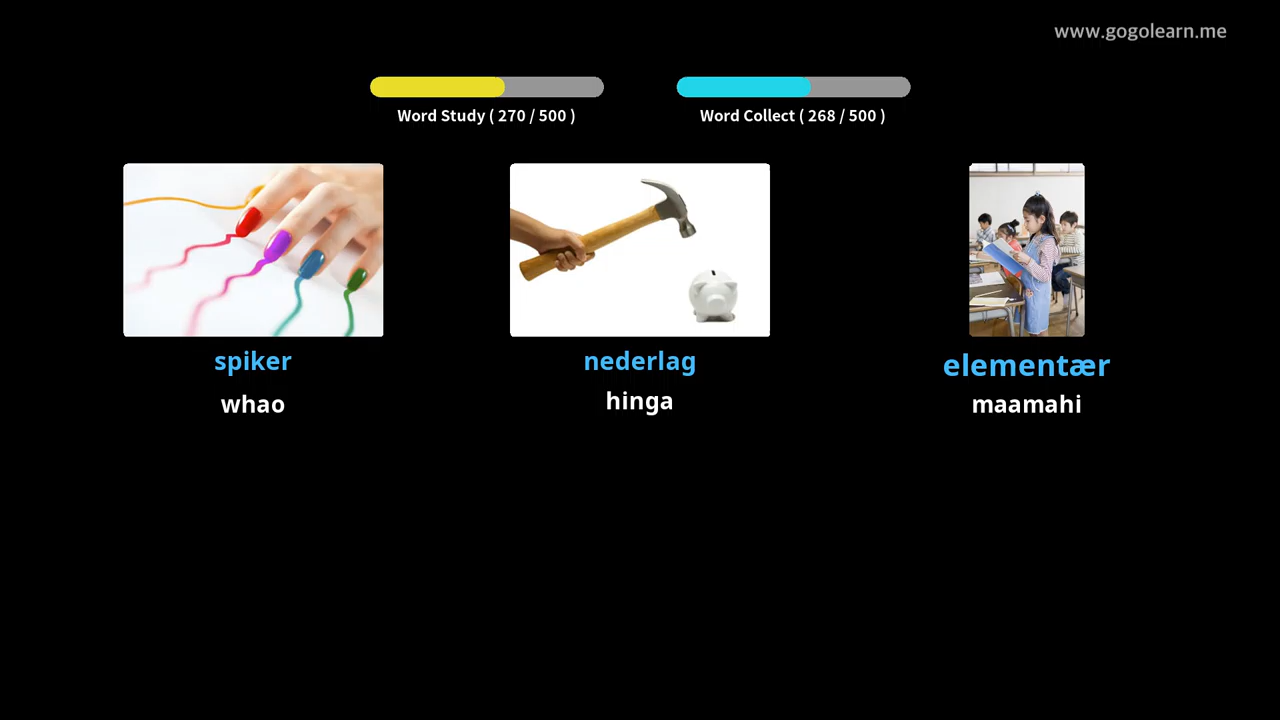 www.gogolearn.me
Word Study ( 270 / 500 )
Word Collect ( 268 / 500 )
spiker
nederlag
elementær
whao
hinga
maamahi